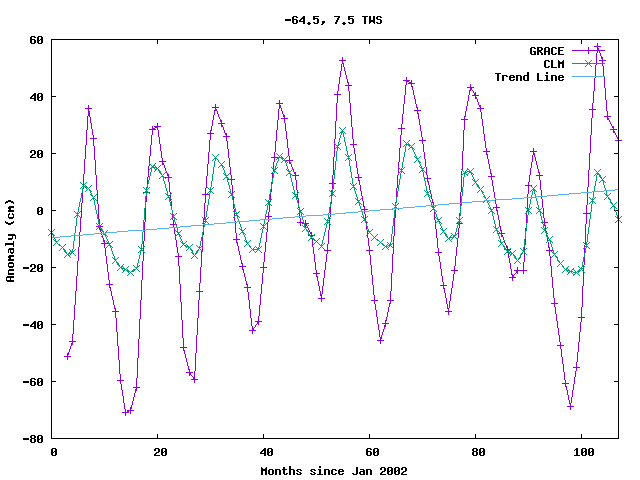 -64.5, 7.5 TWS
GRACE
CLM
Trend Line
Anomaly (cm)
60
40
20
0
-20
-40
-60
-80
0 20 40 60 80 100
Months since Jan 2002